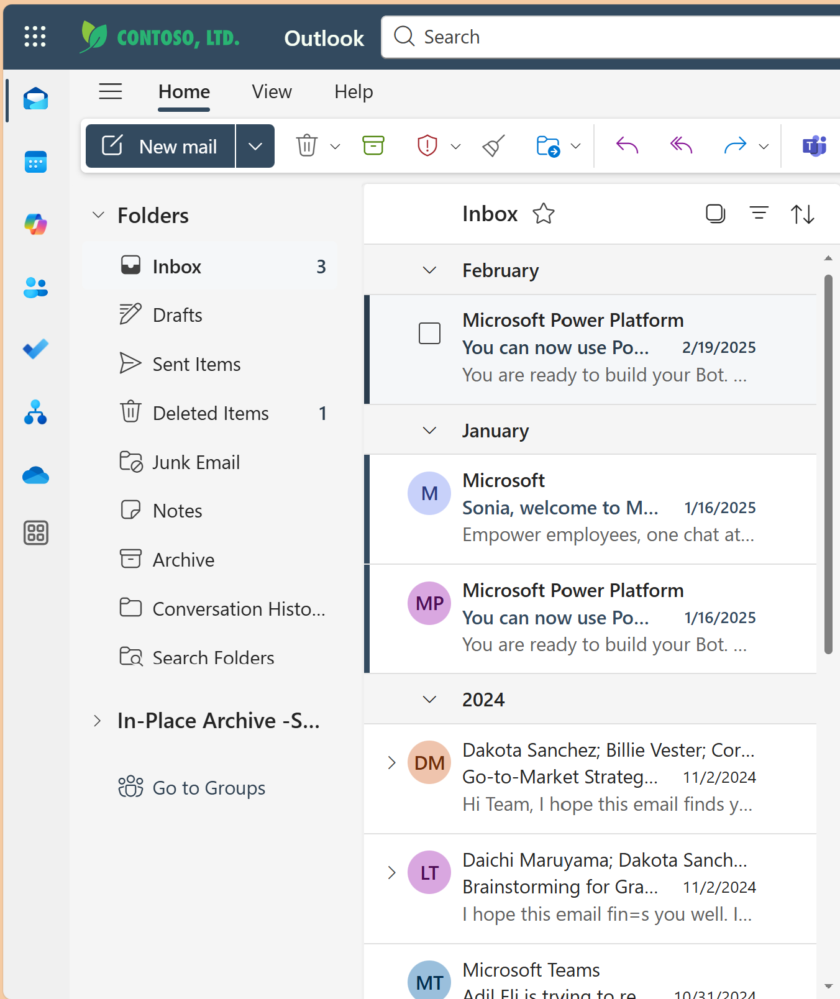 CONTOSO, LTD.
Outlook
Search
Home
View
Help
New mail
Folders
Inbox 3
Drafts
Sent Items
Deleted Items 1
Junk Email
Notes
Archive
Conversation Histo...
Search Folders
In-Place Archive -S...
Go to Groups
Inbox
February
Microsoft Power Platform
You can now use Po... 2/19/2025
You are ready to build your Bot. ...
January
M
Microsoft
Sonia, welcome to M... 1/16/2025
Empower employees, one chat at...
MP
Microsoft Power Platform
You can now use Po... 1/16/2025
You are ready to build your Bot. ...
2024
DM
Dakota Sanchez; Billie Vester; Cor...
Go-to-Market Strateg... 11/2/2024
Hi Team, I hope this email finds y...
LT
Daichi Maruyama; Dakota Sanch...
Brainstorming for Gra... 11/2/2024
I hope this email fin=s you well. I...
MT
Microsoft Teams
Adil Eli is trying to re... 10/31/2024